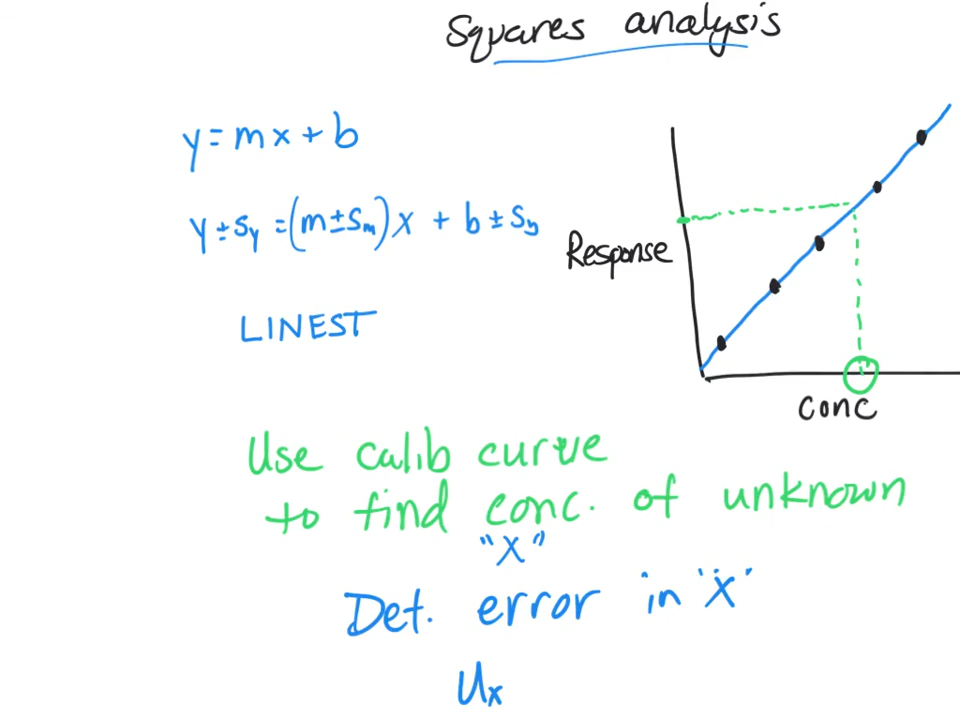 Squares analysis
y = mx + b
y ± sy = (m ± sm) x + b ± sb
Response
LINEST
conc
Use calib curve
to find conc. of unknown
"x"
Det. error in "x"
ux